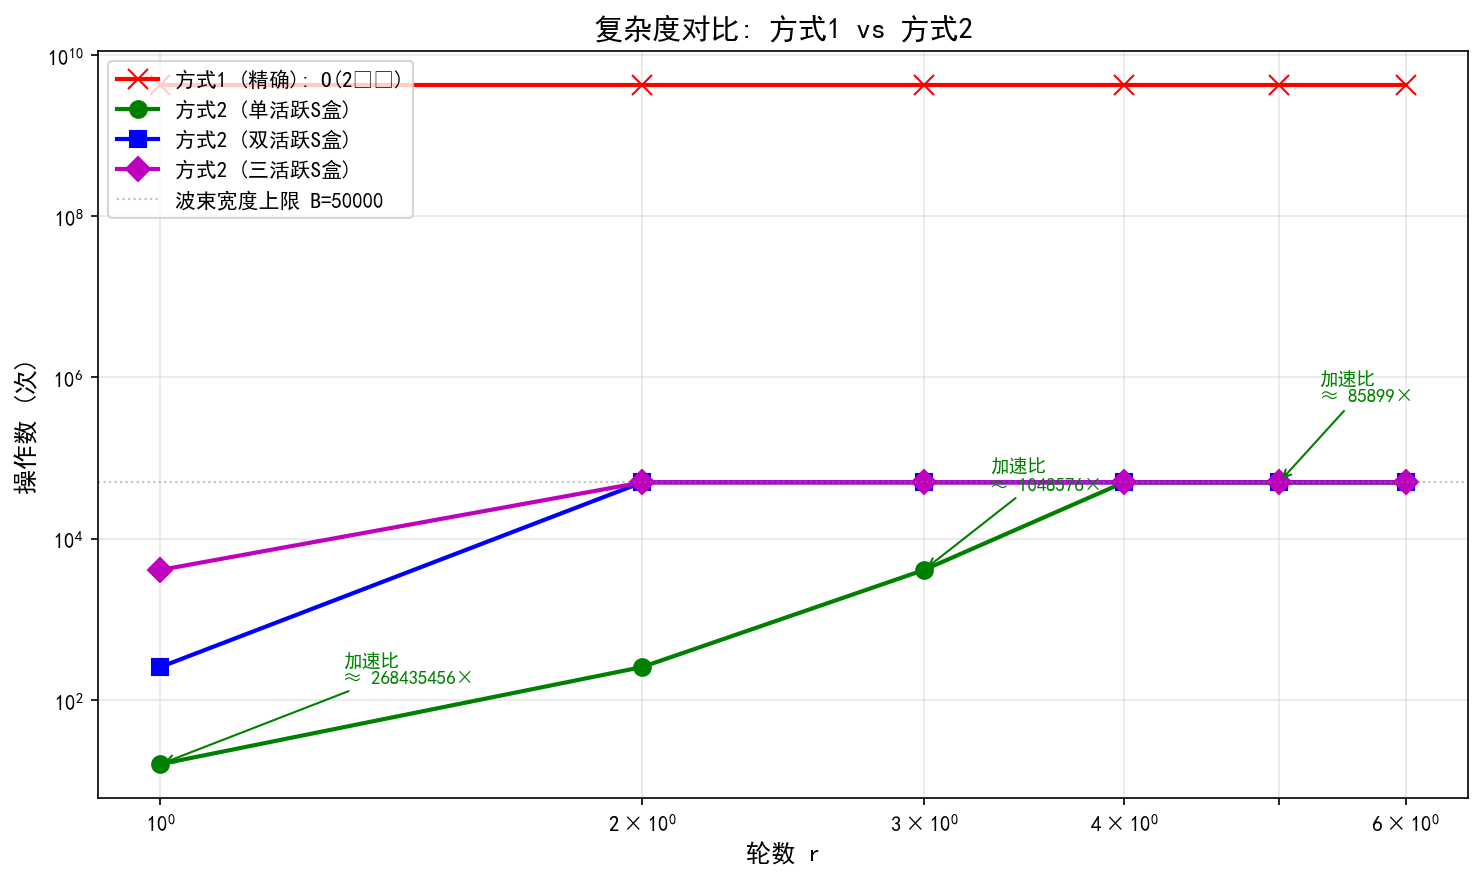 复杂度对比: 方式1 vs 方式2
10¹⁰
10⁸
10⁶
10⁴
10²
操作数 (次)
方式1 (精确): O(2□□)
方式2 (单活跃S盒)
方式2 (双活跃S盒)
方式2 (三活跃S盒)
波束宽度上限 B=50000
加速比
≈ 85899×
加速比
≈ 1048576×
加速比
≈ 268435456×
10⁰
2 × 10⁰
3 × 10⁰
4 × 10⁰
6 × 10⁰
轮数 r